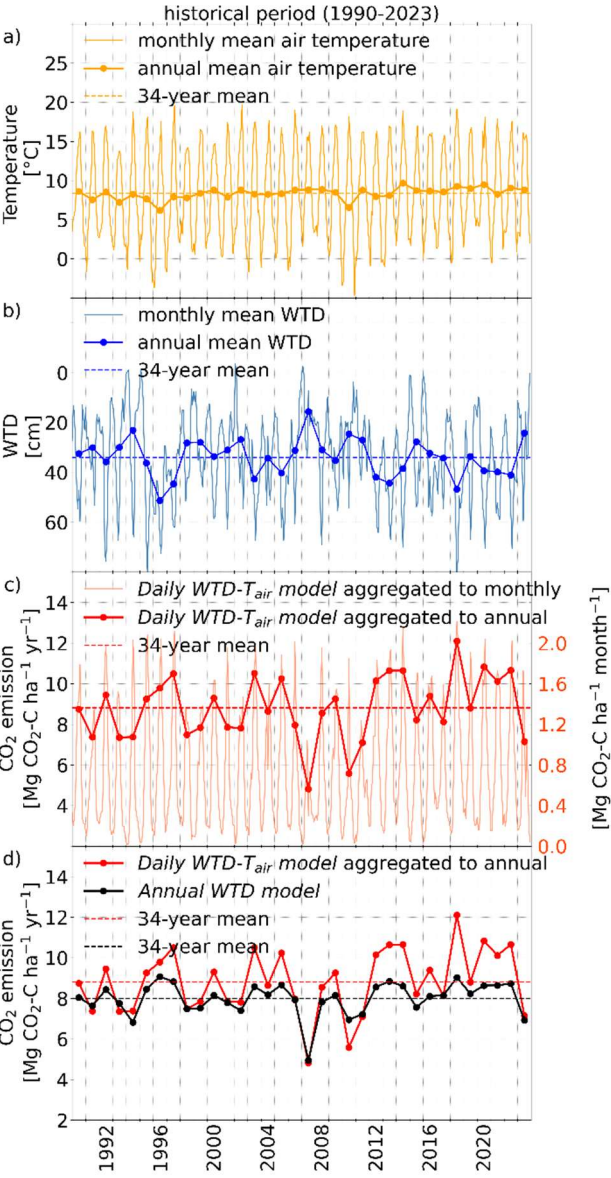 historical period (1990-2023)
a)
monthly mean air temperature
annual mean air temperature
34-year mean
Temperature
[°C]
25
20
15
10
5
0
b)
monthly mean WTD
annual mean WTD
34-year mean
WTD
[cm]
0
20
40
60
c)
Daily WTD-Tair model aggregated to monthly
Daily WTD-Tair model aggregated to annual
34-year mean
CO2 emission
[Mg CO2-C ha−1 yr−1]
14
12
10
8
6
4
2.0
1.6
1.2
0.8
0.4
0.0
[Mg CO2-C ha−1 month−1]
d)
Daily WTD-Tair model aggregated to annual
Annual WTD model
34-year mean
34-year mean
CO2 emission
[Mg CO2-C ha−1 yr−1]
14
12
10
8
6
4
2
1992 1996 2000 2004 2008 2012 2016 2020